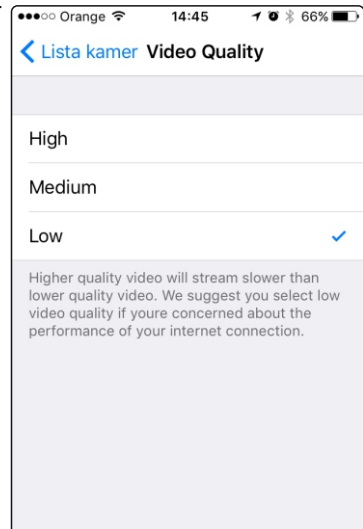 Orange 14:45 66%
Lista kamer Video Quality
High
Medium
Low
Higher quality video will stream slower than
lower quality video. We suggest you select low
video quality if youre concerned about the
performance of your internet connection.